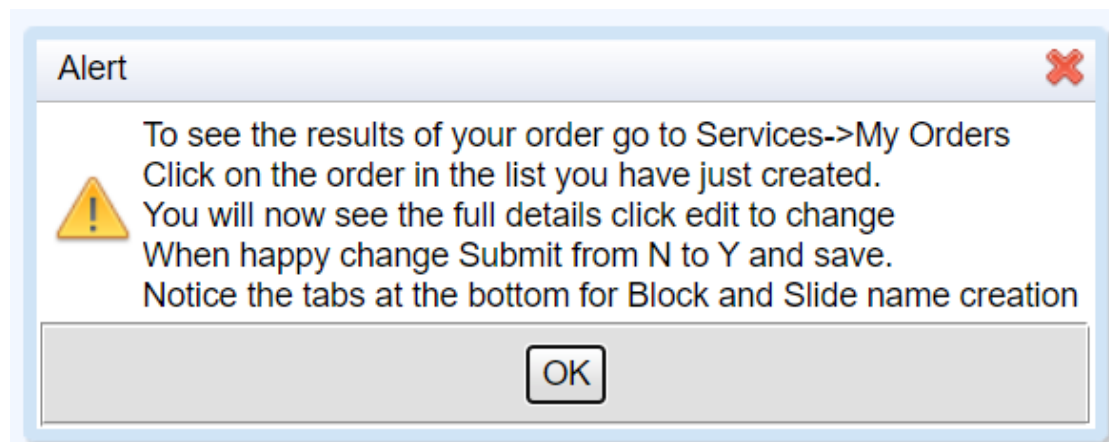 Alert
To see the results of your order go to Services->My Orders
Click on the order in the list you have just created.
You will now see the full details click edit to change
When happy change Submit from N to Y and save.
Notice the tabs at the bottom for Block and Slide name creation
OK